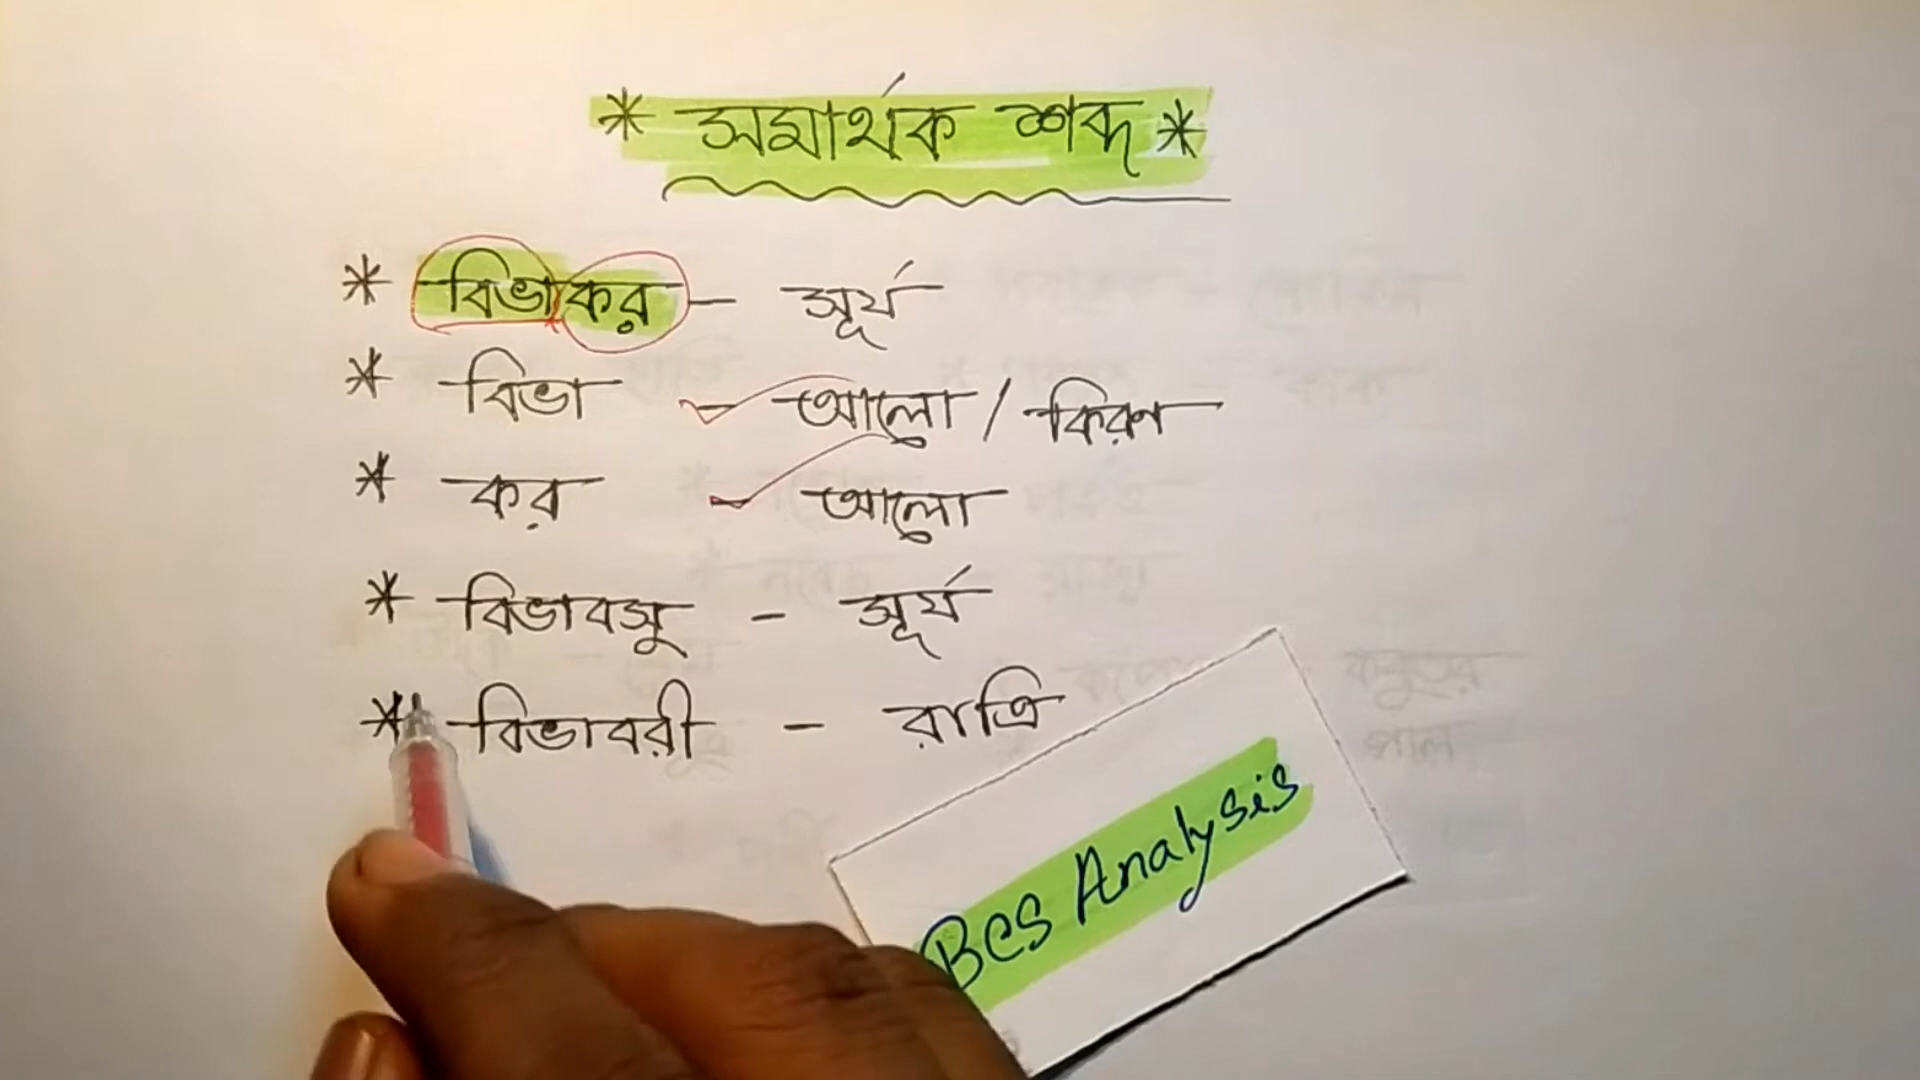 * সমার্থক শব্দ *
* বিভাকর - সূর্য
* বিভা - আলো / কিরণ
* কর - আলো
* বিভাবসু - সূর্য
* বিভাবরী - রাত্রি
Bcs Analysis